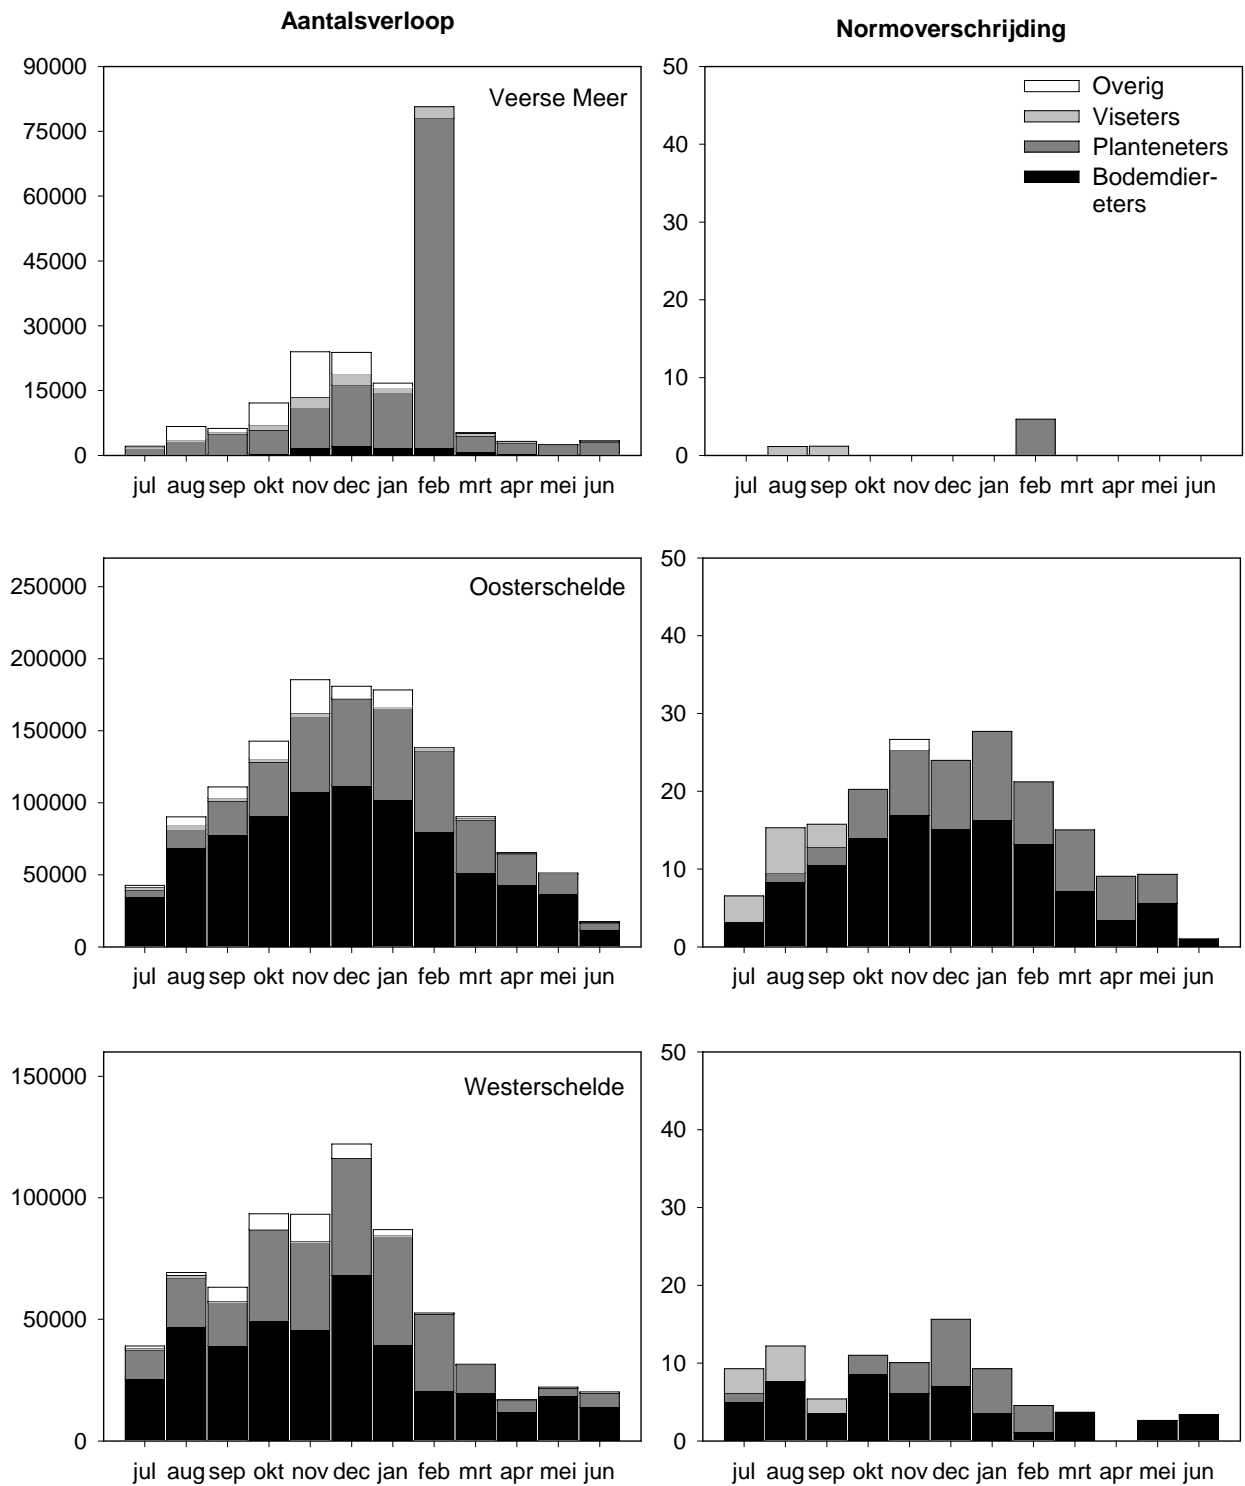 Aantalsverloop
Normoverschrijding
90000
75000
60000
45000
30000
15000
0
Veerse Meer
jul aug sep okt nov dec jan feb mrt apr mei jun
50
40
30
20
10
0
Overig
Viseters
Planteneters
Bodemdier-
eters
jul aug sep okt nov dec jan feb mrt apr mei jun
250000
200000
150000
100000
50000
0
Oosterschelde
jul aug sep okt nov dec jan feb mrt apr mei jun
50
40
30
20
10
0
jul aug sep okt nov dec jan feb mrt apr mei jun
150000
100000
50000
0
Westerschelde
jul aug sep okt nov dec jan feb mrt apr mei jun
50
40
30
20
10
0
jul aug sep okt nov dec jan feb mrt apr mei jun